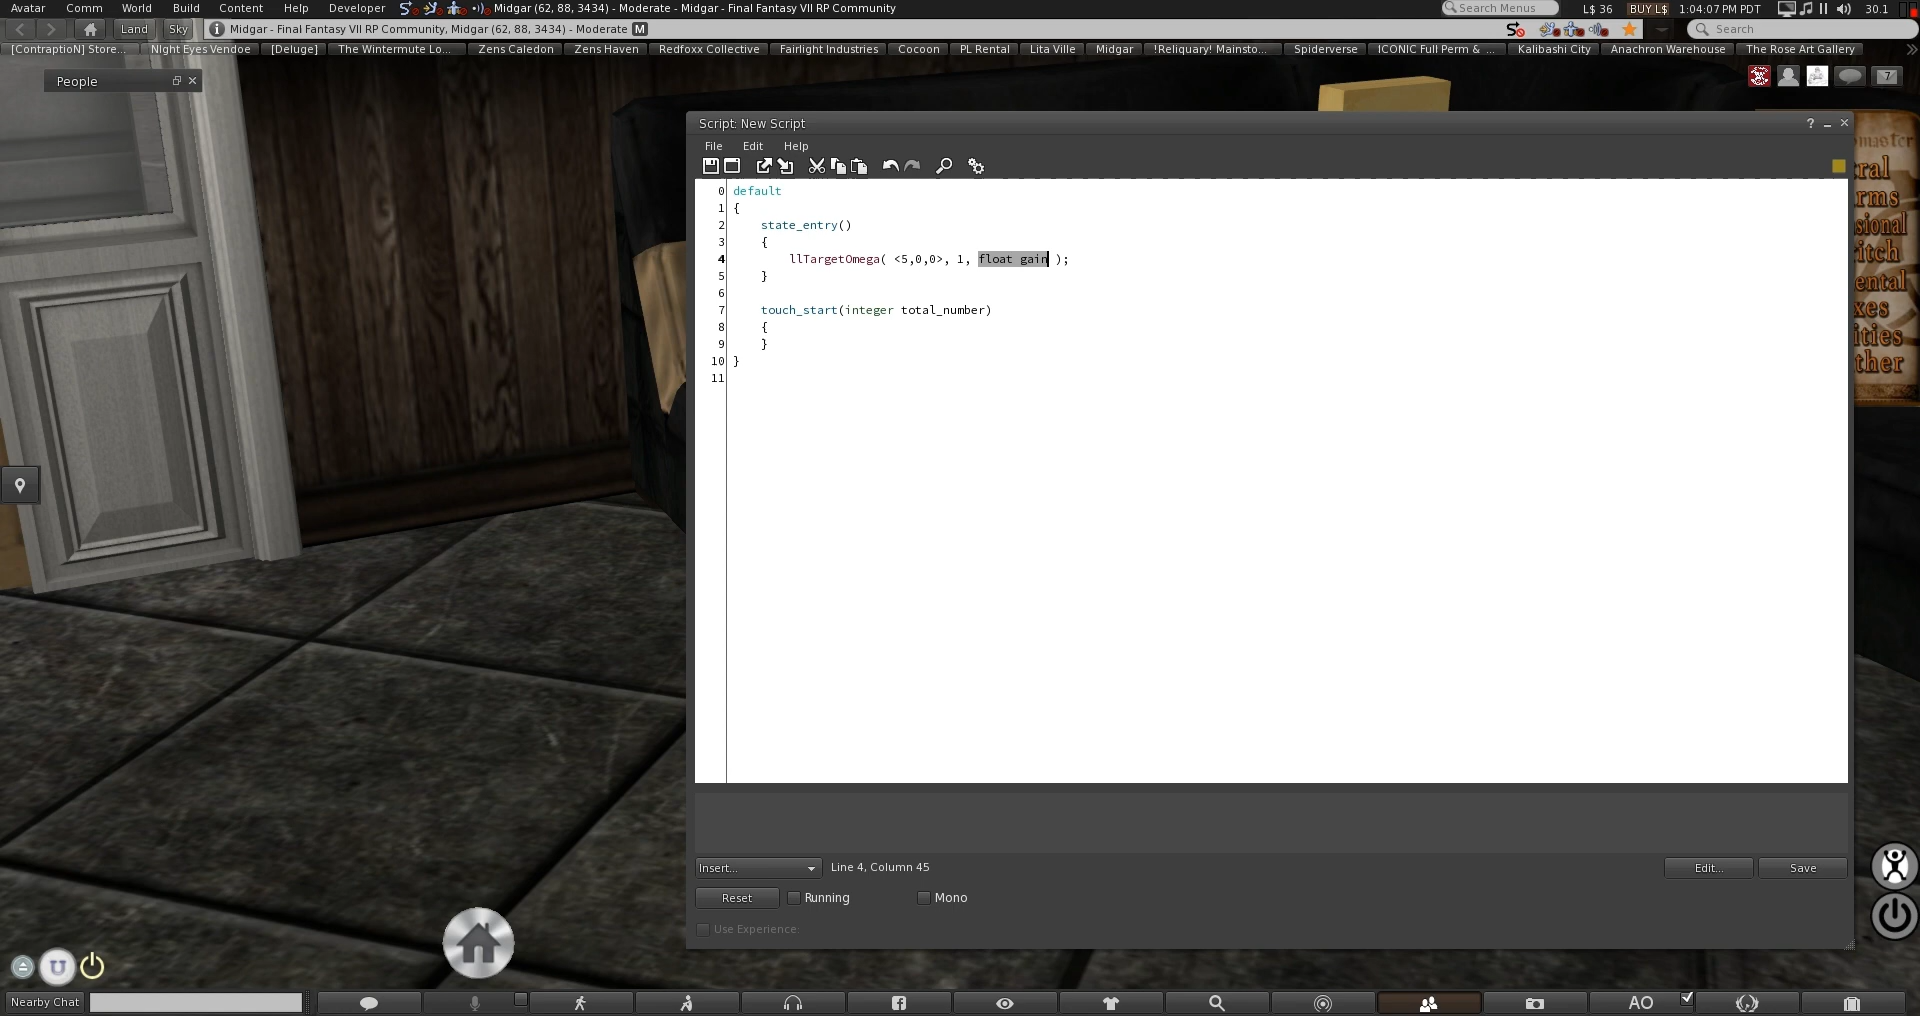 Avatar Comm World Build Content Help Developer Midgar (62, 88, 3434) - Moderate - Midgar - Final Fantasy VII RP Community Search Menus L$ 36 BUY L$ 1:04:07 PM PDT 30.1
Land Sky Midgar - Final Fantasy VII RP Community, Midgar (62, 88, 3434) - Moderate M Search
[ContraptioN] Store... Night Eyes Vendoe [Deluge] The Wintermute Lo... Zens Caledon Zens Haven Redfoxx Collective Fairlight Industries Cocoon PL Rental Lita Ville Midgar !Reliquary! Mainsto... Spiderverse !CONIC Full Perm & ... Kalibashi City Anachron Warehouse The Rose Art Gallery
People
7
Script: New Script
?
File Edit Help
0 default
1 {
2 state_entry()
3 {
4 llTargetOmega( <5,0,0>, 1, float gain );
5 }
6
7 touch_start(integer total_number)
8 {
9 }
10 }
11
Insert... Line 4, Column 45 Edit... Save
Reset Running Mono
Use Experience:
U
Nearby Chat AO